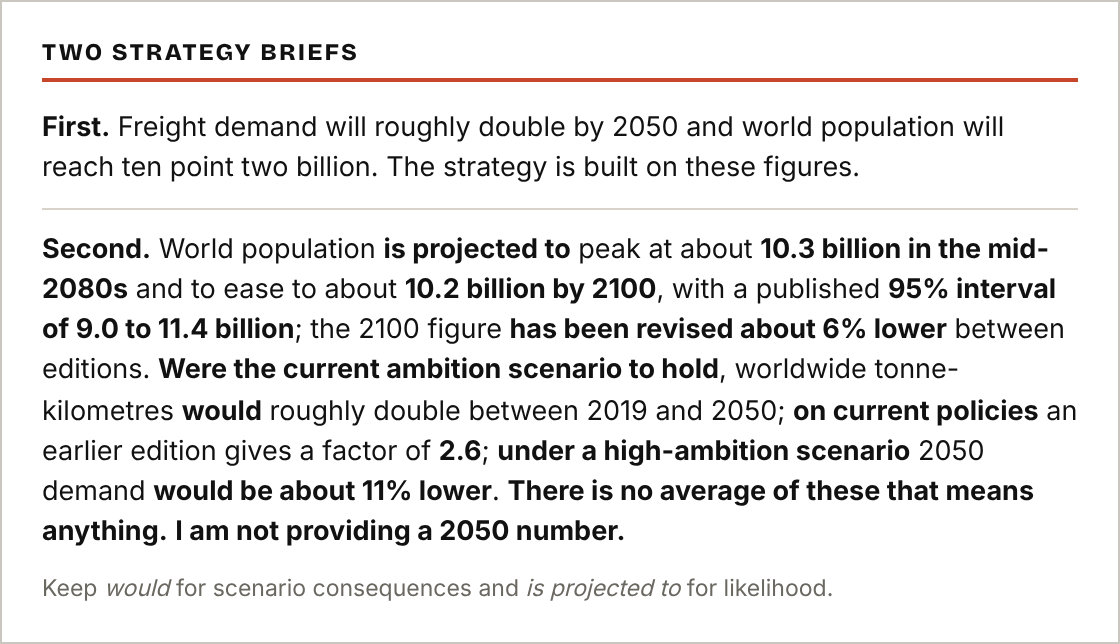 TWO STRATEGY BRIEFS
First. Freight demand will roughly double by 2050 and world population will
reach ten point two billion. The strategy is built on these figures.
Second. World population is projected to peak at about 10.3 billion in the mid-
2080s and to ease to about 10.2 billion by 2100, with a published 95% interval
of 9.0 to 11.4 billion; the 2100 figure has been revised about 6% lower between
editions. Were the current ambition scenario to hold, worldwide tonne-
kilometres would roughly double between 2019 and 2050; on current policies an
earlier edition gives a factor of 2.6; under a high-ambition scenario 2050
demand would be about 11% lower. There is no average of these that means
anything. I am not providing a 2050 number.
Keep would for scenario consequences and is projected to for likelihood.